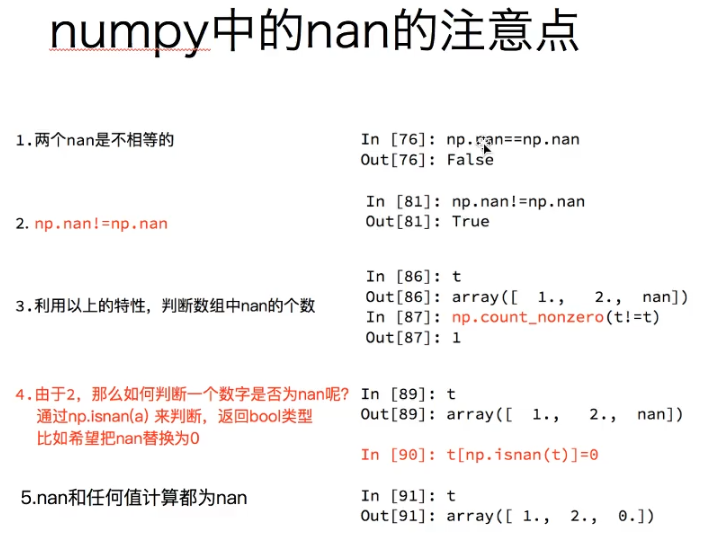 numpy中的nan的注意点
1.两个nan是不相等的
In [76]: np.nan==np.nan
Out[76]: False
2. np.nan!=np.nan
In [81]: np.nan!=np.nan
Out[81]: True
3.利用以上的特性，判断数组中nan的个数
In [86]: t
Out[86]: array([  1.,   2.,  nan])
In [87]: np.count_nonzero(t!=t)
Out[87]: 1
4.由于2，那么如何判断一个数字是否为nan呢?
通过np.isnan(a) 来判断，返回bool类型
比如希望把nan替换为0
In [89]: t
Out[89]: array([  1.,   2.,  nan])
In [90]: t[np.isnan(t)]=0
5.nan和任何值计算都为nan
In [91]: t
Out[91]: array([ 1.,  2.,  0.])